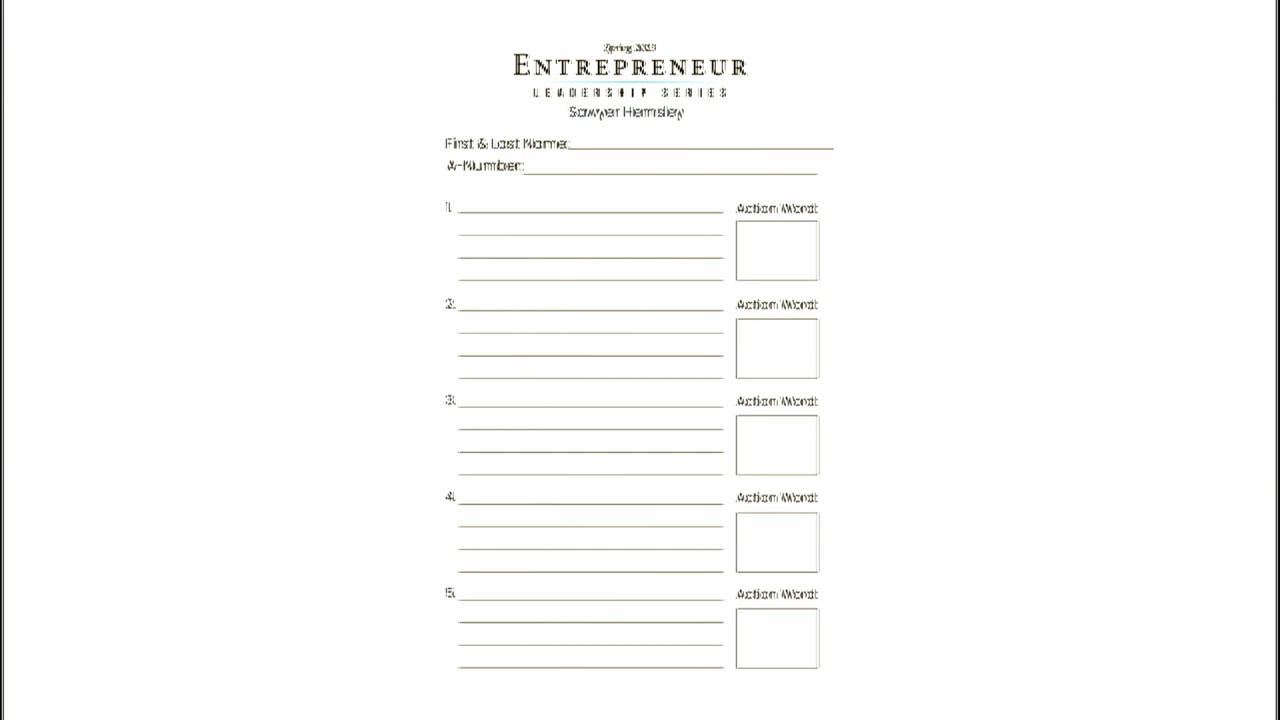 Spring 2023
ENTREPRENEUR
LEADERSHIP SERIES
Sawyer Hemsley
First & Last Name:
A-Number:
1. Action Word:
2. Action Word:
3. Action Word:
4. Action Word:
5. Action Word: